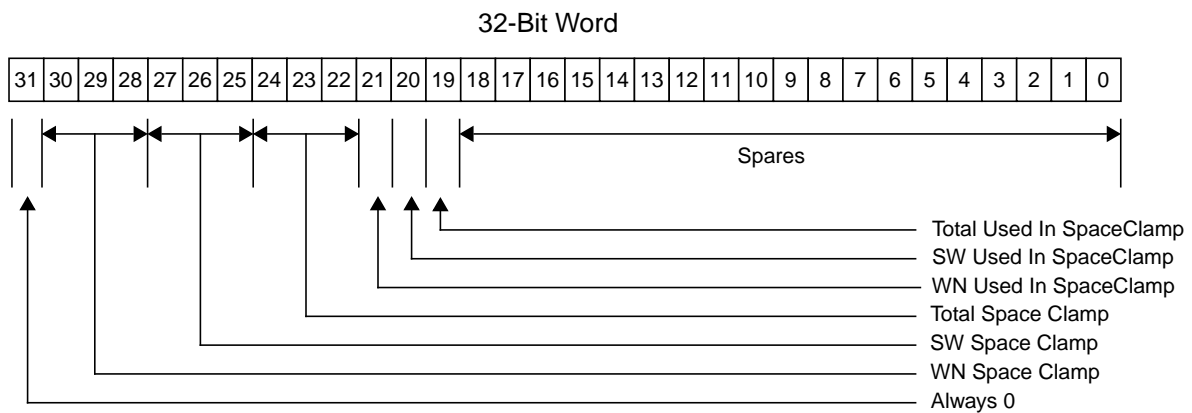 32-Bit Word
31 30 29 28 27 26 25 24 23 22 21 20 19 18 17 16 15 14 13 12 11 10 9 8 7 6 5 4 3 2 1 0
Spares
Total Used In SpaceClamp
SW Used In SpaceClamp
WN Used In SpaceClamp
Total Space Clamp
SW Space Clamp
WN Space Clamp
Always 0